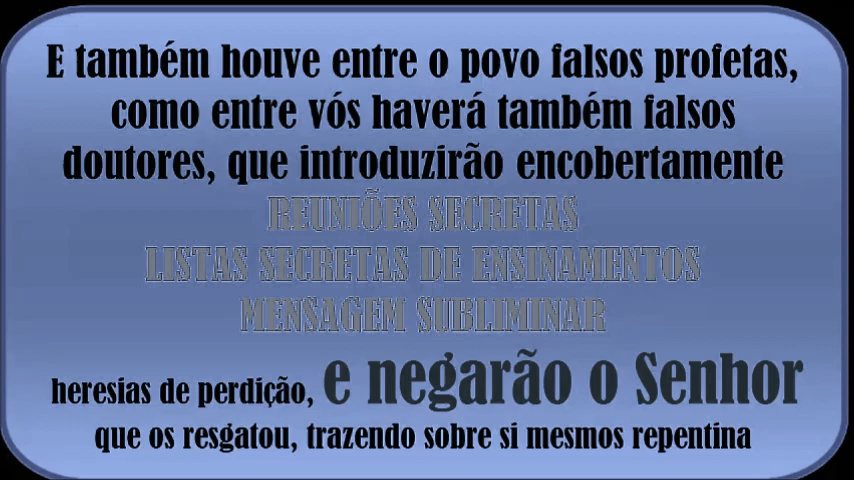 E também houve entre o povo falsos profetas,
como entre vós haverá também falsos
doutores, que introduzirão encobertamente
REUNIÕES SECRETAS
LISTAS SECRETAS DE ENSINAMENTOS
MENSAGEM SUBLIMINAR
heresias de perdição, e negarão o Senhor
que os resgatou, trazendo sobre si mesmos repentina